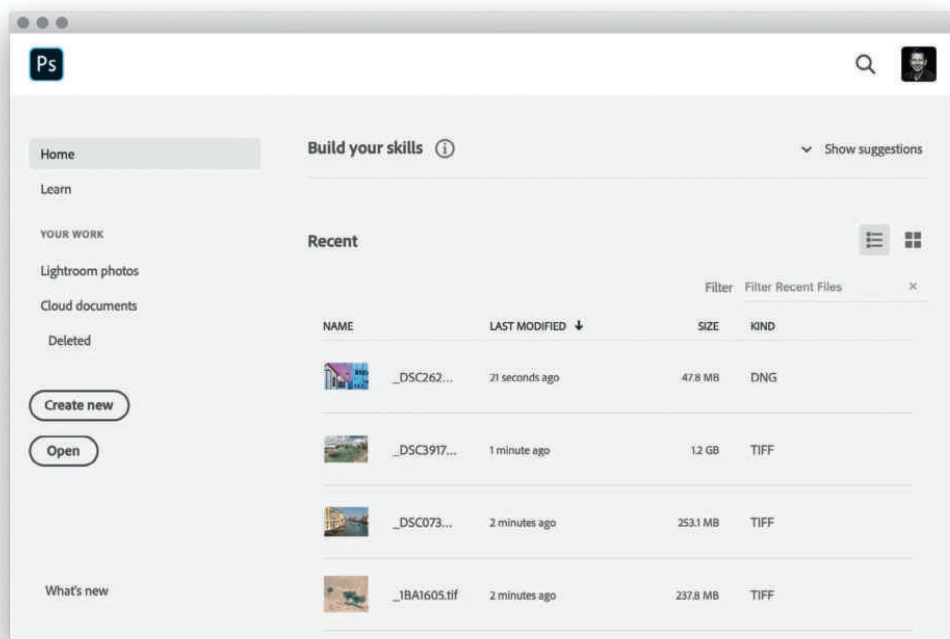 Ps
Home
Learn
YOUR WORK
Lightroom photos
Cloud documents
Deleted
Create new
Open
What's new
Build your skills
Show suggestions
Recent
Filter Filter Recent Files ×
NAME LAST MODIFIED ↓ SIZE KIND
_DSC262... 21 seconds ago 47.8 MB DNG
_DSC3917... 1 minute ago 1.2 GB TIFF
_DSC073... 2 minutes ago 253.1 MB TIFF
_1BA1605.tif 2 minutes ago 237.8 MB TIFF